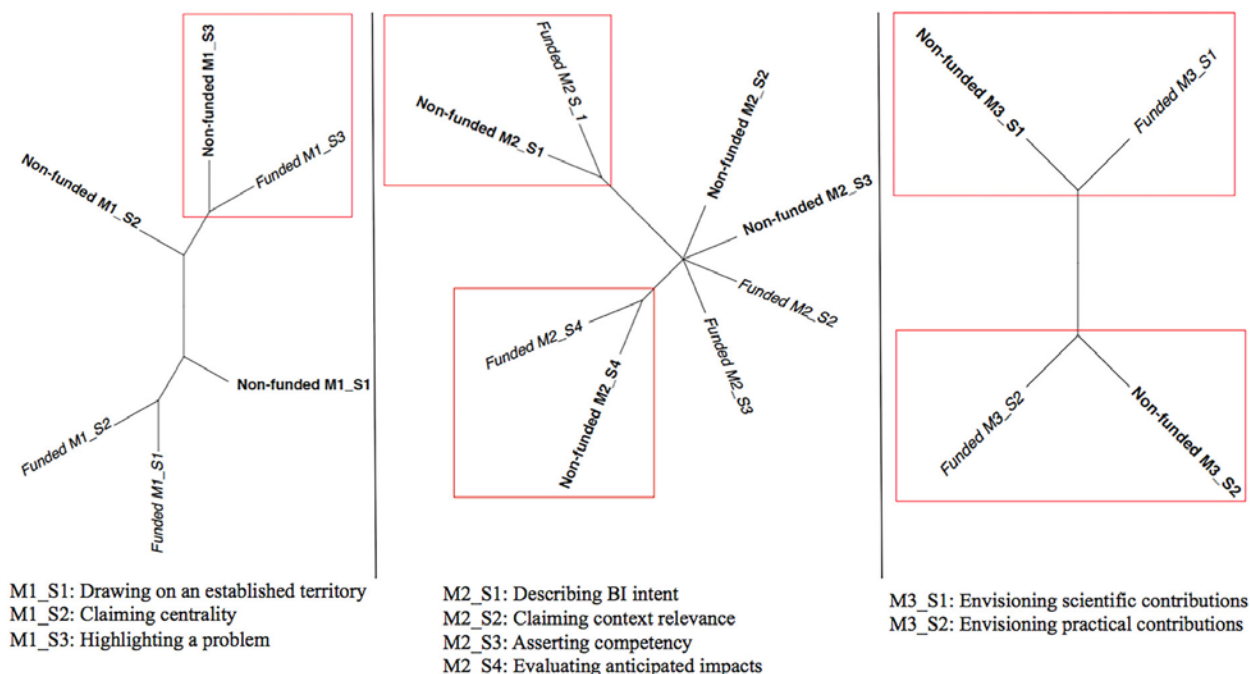 Non-funded M1_S3
Funded M1_S3
Non-funded M1_S2
Non-funded M1_S1
Funded M1_S2
Funded M1_S1
M1_S1: Drawing on an established territory
M1_S2: Claiming centrality
M1_S3: Highlighting a problem
Funded M2 S_1
Non-funded M2_S1
Non-funded M2_S2
Non-funded M2_S3
Funded M2_S2
Funded M2_S3
Funded M2_S4
Non-funded M2_S4
M2_S1: Describing BI intent
M2_S2: Claiming context relevance
M2_S3: Asserting competency
M2_S4: Evaluating anticipated impacts
Non-funded M3_S1
Funded M3_S1
Funded M3_S2
Non-funded M3_S2
M3_S1: Envisioning scientific contributions
M3_S2: Envisioning practical contributions